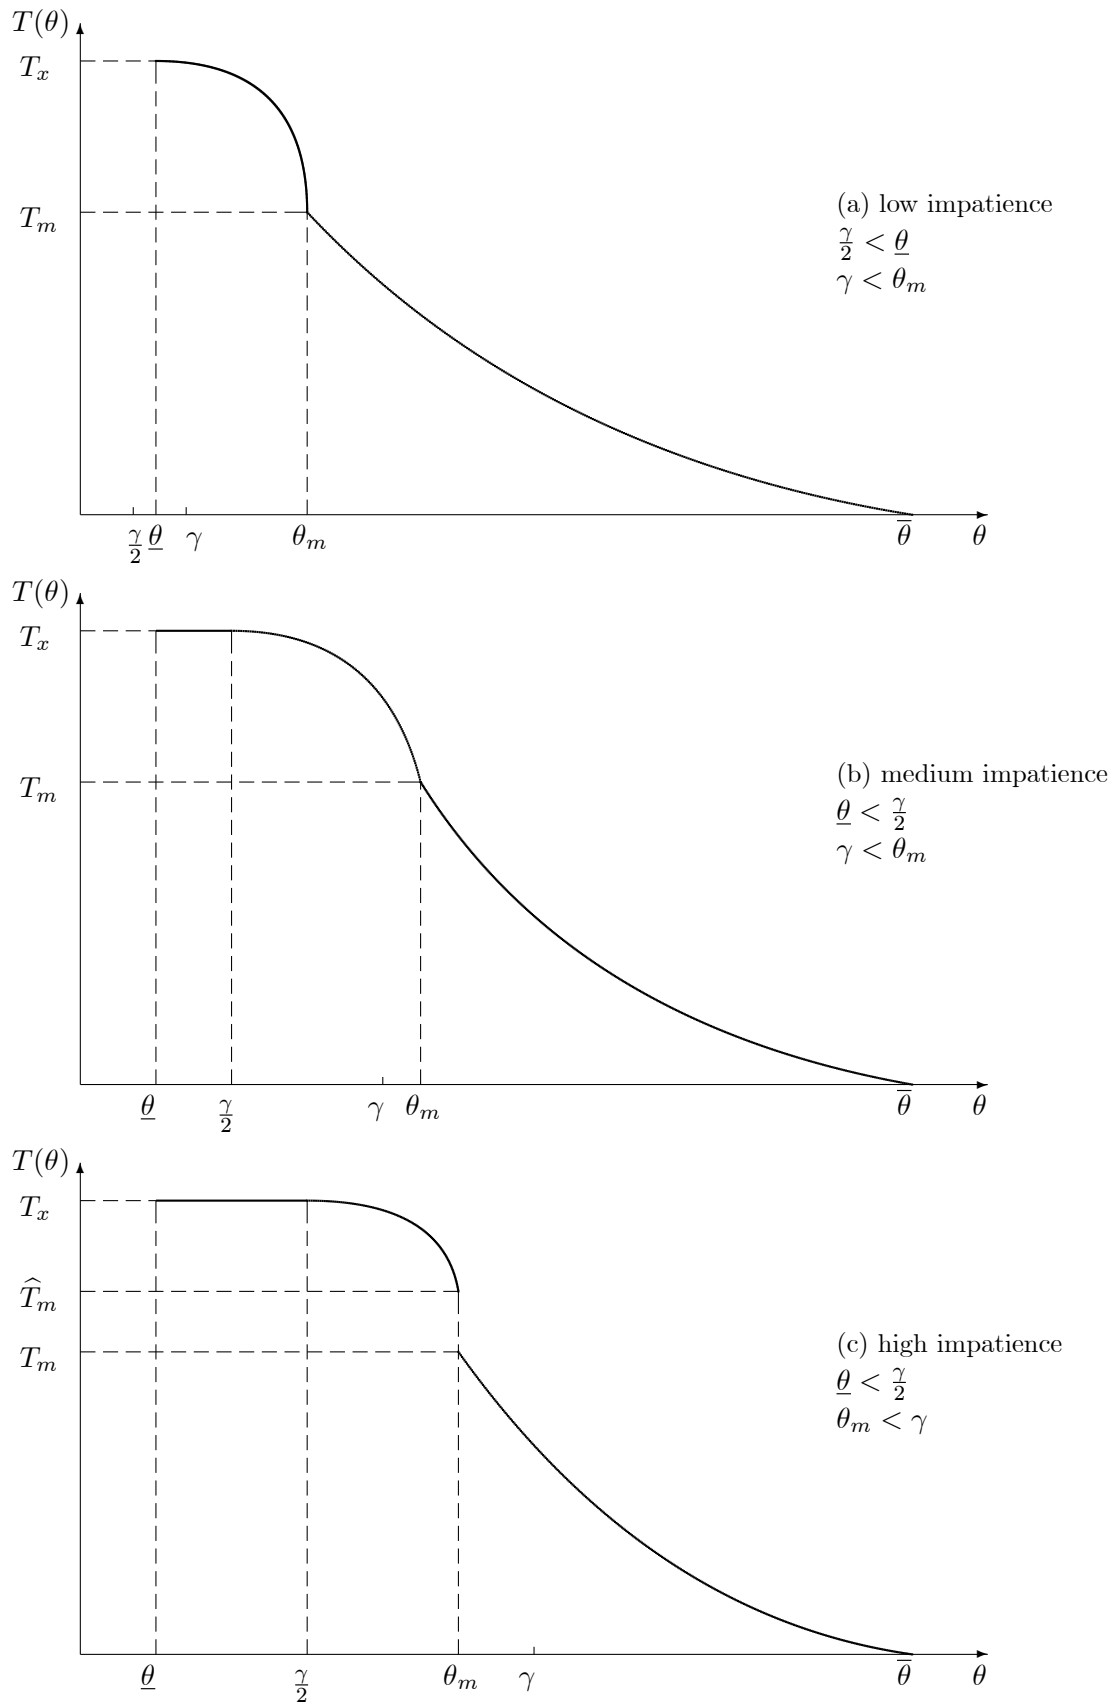 T(θ)
T_x
T_m
(a) low impatience
γ/2 < θ̲
γ < θ_m
γ/2 θ̲ γ θ_m θ̅ θ
T(θ)
T_x
T_m
(b) medium impatience
θ̲ < γ/2
γ < θ_m
θ̲ γ/2 γ θ_m θ̅ θ
T(θ)
T_x
T̂_m
T_m
(c) high impatience
θ̲ < γ/2
θ_m < γ
θ̲ γ/2 θ_m γ θ̅ θ